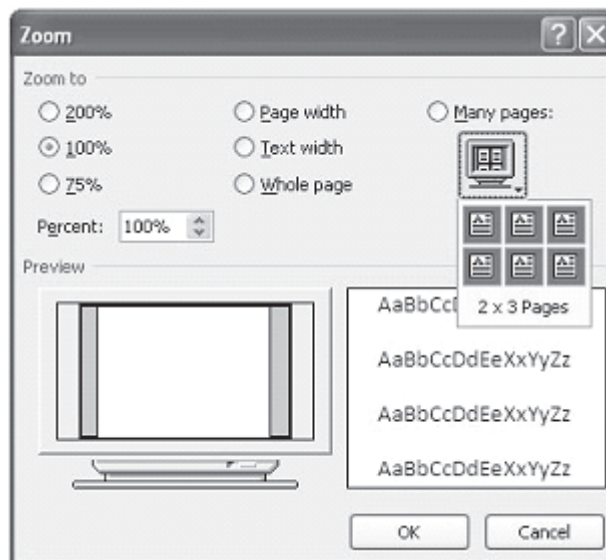 Zoom
Zoom to
200%
Page width
Many pages:
100%
Text width
75%
Whole page
Percent: 100%
2 x 3 Pages
Preview
AaBbCcD
AaBbCcDdEeXxYyZz
AaBbCcDdEeXxYyZz
AaBbCcDdEeXxYyZz
OK
Cancel